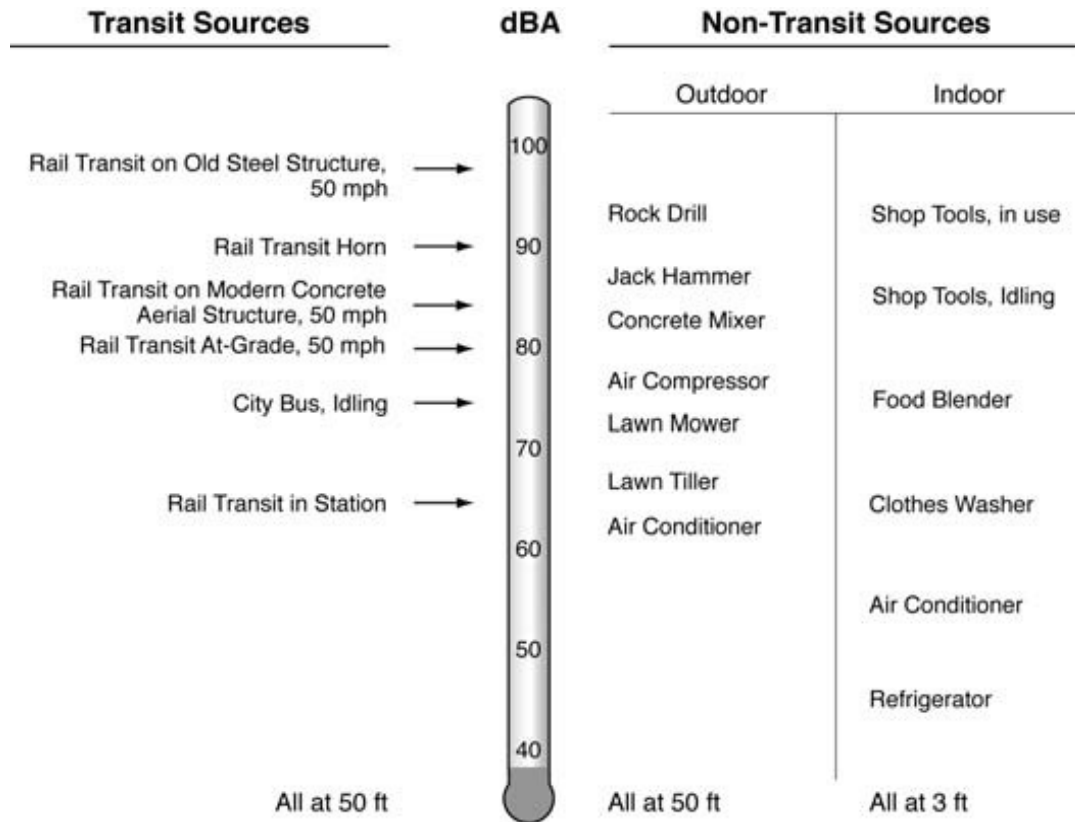 Transit Sources
dBA
Non-Transit Sources
Outdoor
Indoor
Rail Transit on Old Steel Structure,
50 mph
Rail Transit Horn
Rail Transit on Modern Concrete
Aerial Structure, 50 mph
Rail Transit At-Grade, 50 mph
City Bus, Idling
Rail Transit in Station
All at 50 ft
100
90
80
70
60
50
40
Rock Drill
Jack Hammer
Concrete Mixer
Air Compressor
Lawn Mower
Lawn Tiller
Air Conditioner
All at 50 ft
Shop Tools, in use
Shop Tools, Idling
Food Blender
Clothes Washer
Air Conditioner
Refrigerator
All at 3 ft